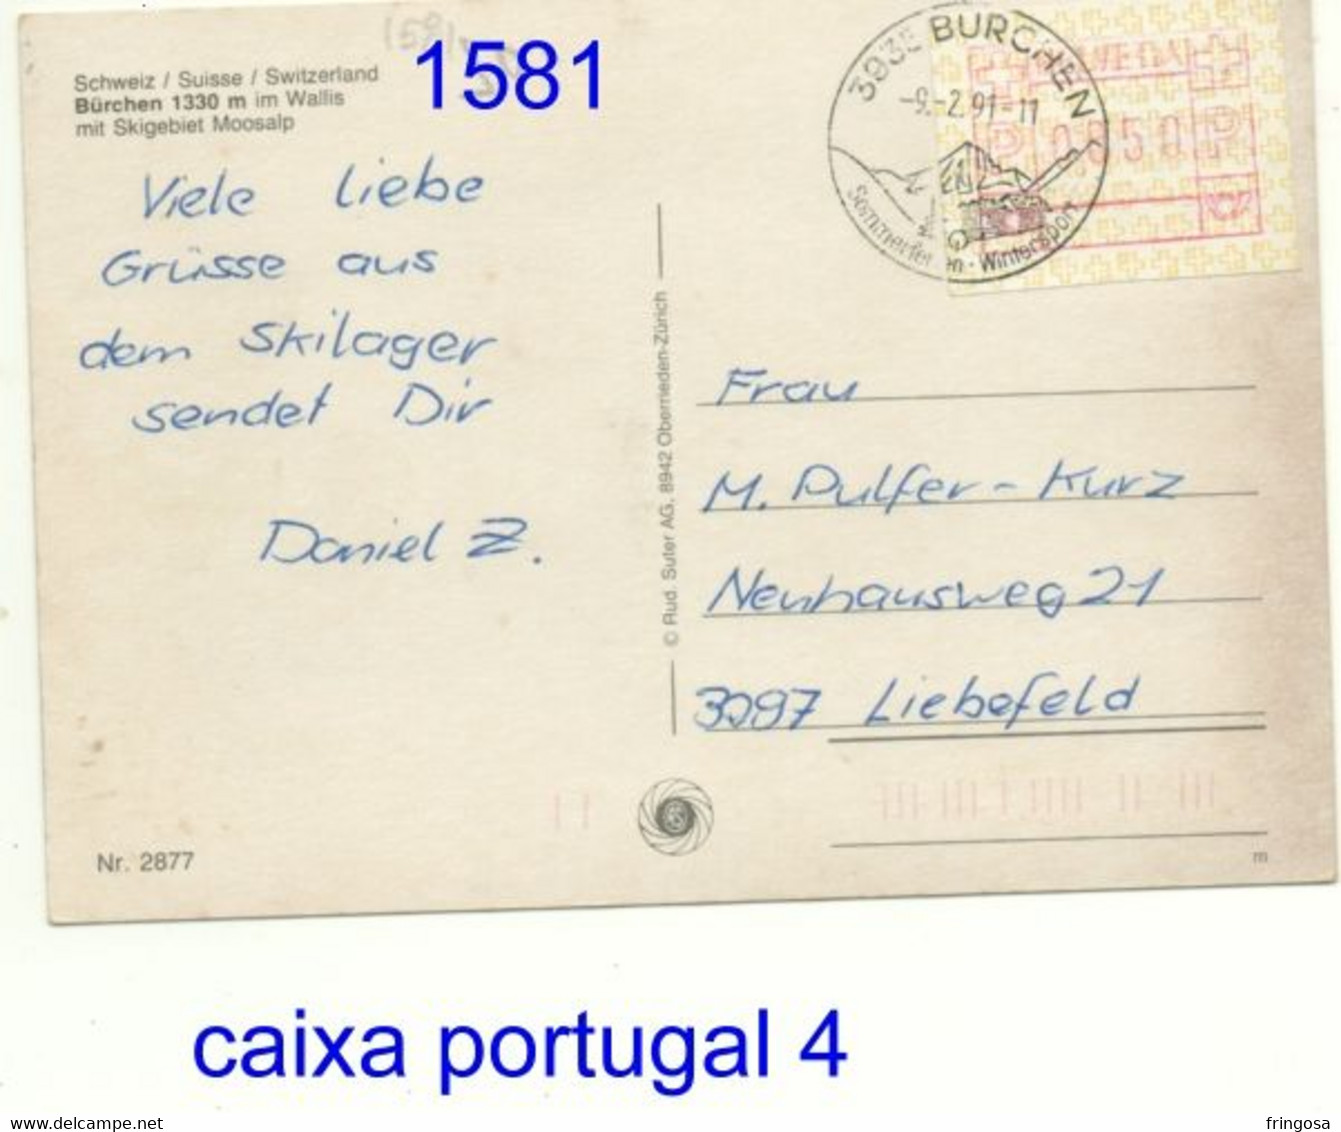 1581
Schweiz / Suisse / Switzerland
Bürchen 1330 m im Wallis
mit Skigebiet Moosalp
Viele liebe
Grüsse aus
dem Skilager
sendet Dir
Daniel Z.
Nr. 2877
© Rud. Suter AG, 8942 Oberrieden-Zürich
BÜRCHEN
-9.-2.91-11
Wintersport
P 0050 P
Frau
M. Pulfer-Kurz
Neuhausweg 21
3097 Liebefeld
m
caixa portugal 4
www.delcampe.net
fringosa